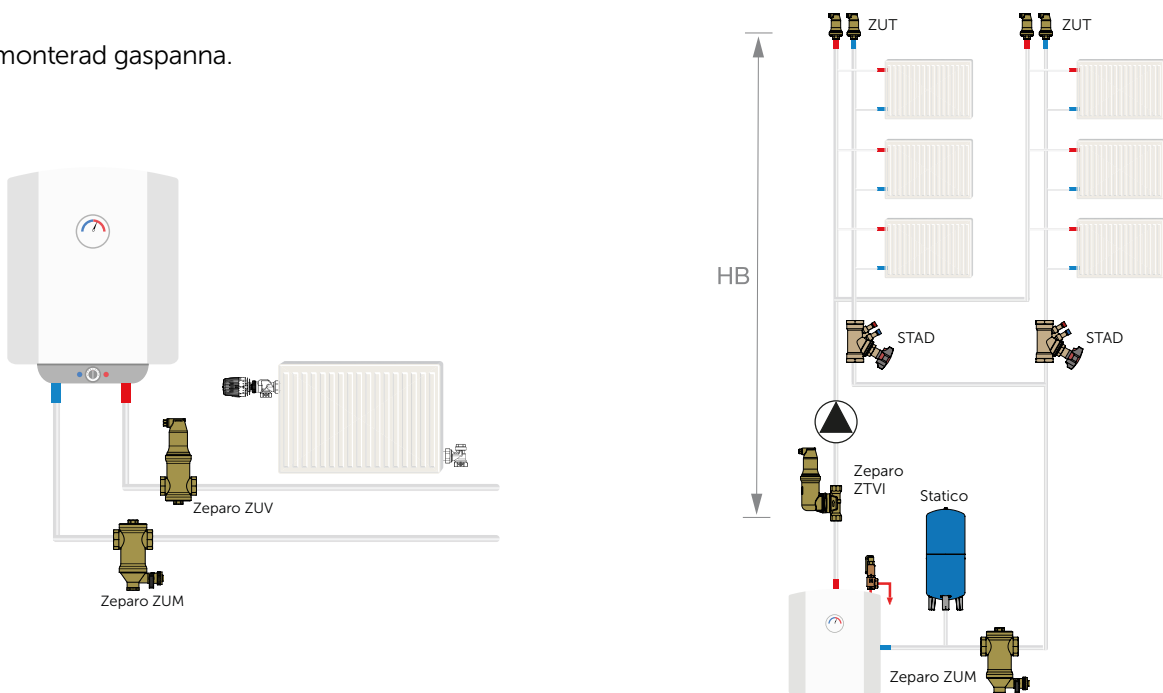 monterad gaspanna.
Zeparo ZUV
Zeparo ZUM
ZUT
ZUT
HB
STAD
STAD
Zeparo
ZTVI
Statico
Zeparo ZUM